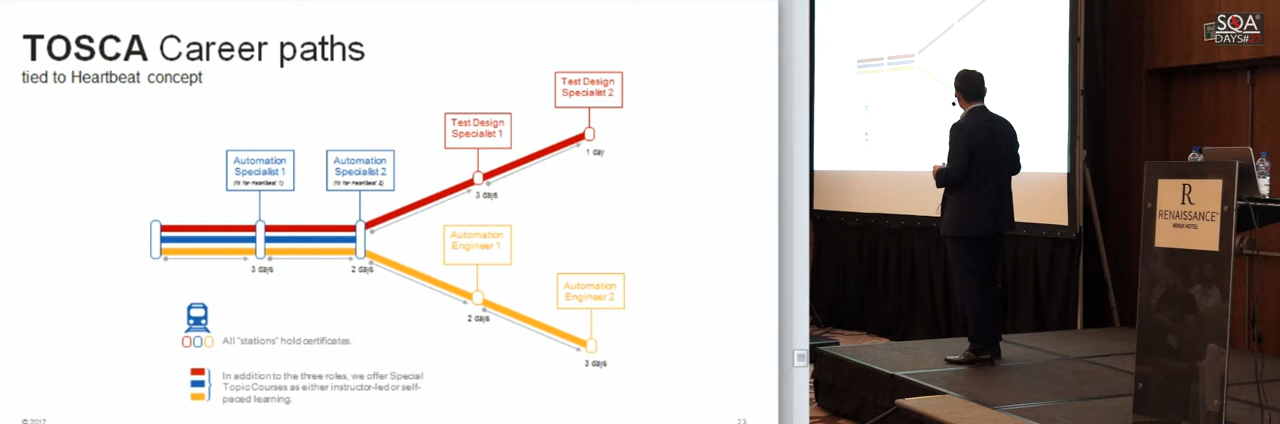 TOSCA Career paths
tied to Heartbeat concept
Test Design
Specialist 2
Test Design
Specialist 1
1 day
Automation
Specialist 1
(fit for Heartbeat 1)
Automation
Specialist 2
(fit for Heartbeat 2)
3 days
Automation
Engineer 1
3 days
2 days
Automation
Engineer 2
2 days
3 days
All "stations" hold certificates.
In addition to the three roles, we offer Special
Topic Courses as either instructor-led or self-
paced learning.
© 2017
23
SQA
DAYS#
R
RENAISSANCE
MINSK HOTEL